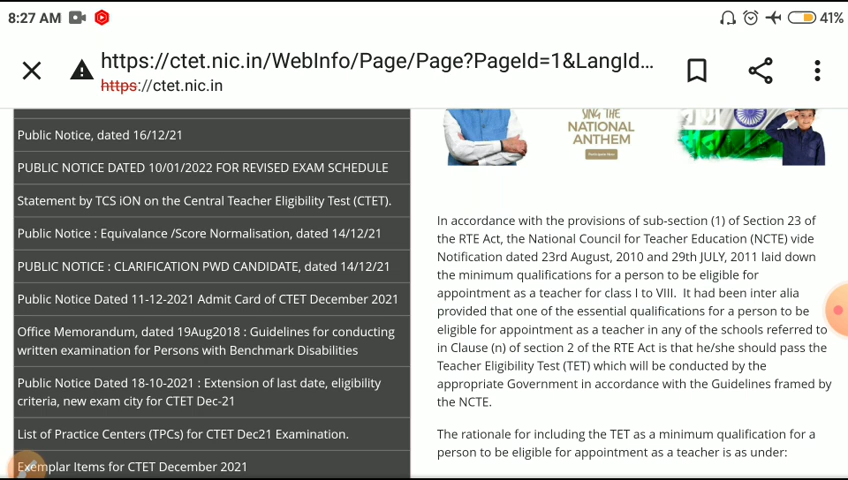 8:27 AM
41%
https://ctet.nic.in/WebInfo/Page/Page?PageId=1&LangId...
https://ctet.nic.in
Public Notice, dated 16/12/21
PUBLIC NOTICE DATED 10/01/2022 FOR REVISED EXAM SCHEDULE
Statement by TCS iON on the Central Teacher Eligibility Test (CTET).
Public Notice : Equivalance /Score Normalisation, dated 14/12/21
PUBLIC NOTICE : CLARIFICATION PWD CANDIDATE, dated 14/12/21
Public Notice Dated 11-12-2021 Admit Card of CTET December 2021
Office Memorandum, dated 19Aug2018 : Guidelines for conducting
written examination for Persons with Benchmark Disabilities
Public Notice Dated 18-10-2021 : Extension of last date, eligibility
criteria, new exam city for CTET Dec-21
List of Practice Centers (TPCs) for CTET Dec21 Examination.
Exemplar Items for CTET December 2021
SING THE
NATIONAL
ANTHEM
In accordance with the provisions of sub-section (1) of Section 23 of
the RTE Act, the National Council for Teacher Education (NCTE) vide
Notification dated 23rd August, 2010 and 29th JULY, 2011 laid down
the minimum qualifications for a person to be eligible for
appointment as a teacher for class I to VIII. It had been inter alia
provided that one of the essential qualifications for a person to be
eligible for appointment as a teacher in any of the schools referred to
in Clause (n) of section 2 of the RTE Act is that he/she should pass the
Teacher Eligibility Test (TET) which will be conducted by the
appropriate Government in accordance with the Guidelines framed by
the NCTE.
The rationale for including the TET as a minimum qualification for a
person to be eligible for appointment as a teacher is as under: